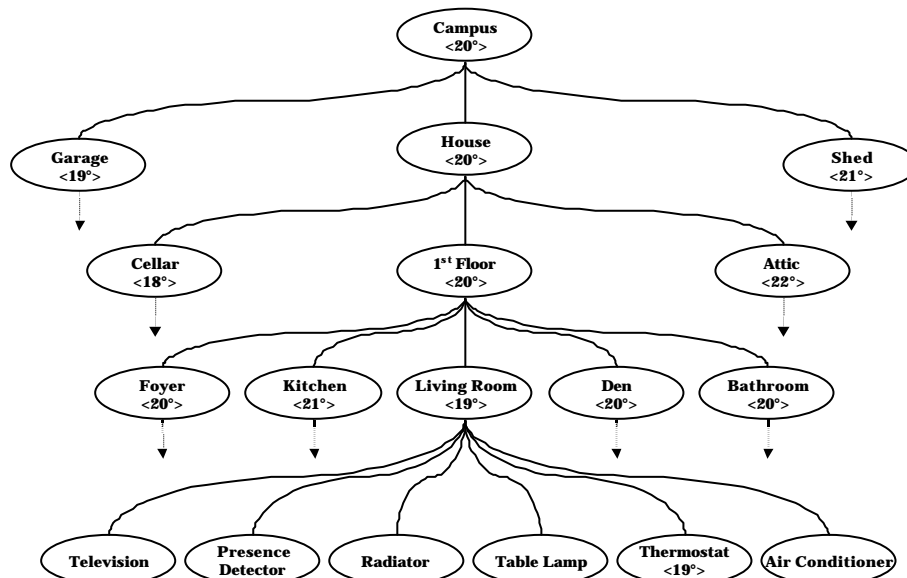 Campus
<20°>
Garage
<19°>
House
<20°>
Shed
<21°>
Cellar
<18°>
1st Floor
<20°>
Attic
<22°>
Foyer
<20°>
Kitchen
<21°>
Living Room
<19°>
Den
<20°>
Bathroom
<20°>
Television
Presence
Detector
Radiator
Table Lamp
Thermostat
<19°>
Air Conditioner